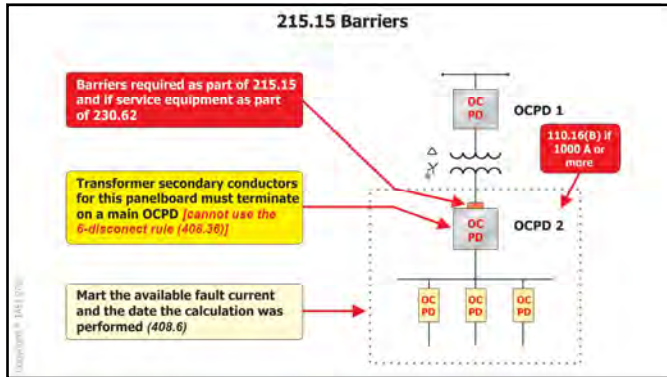 215.15 Barriers
Barriers required as part of 215.15
and if service equipment as part
of 230.62
OC
PD
OCPD 1
110.16(B) if
1000 A or
more
Transformer secondary conductors
for this panelboard must terminate
on a main OCPD [cannot use the
6-disconect rule (408.36)]
OC
PD
OCPD 2
Mart the available fault current
and the date the calculation was
performed (408.6)
OC
PD
OC
PD
OC
PD